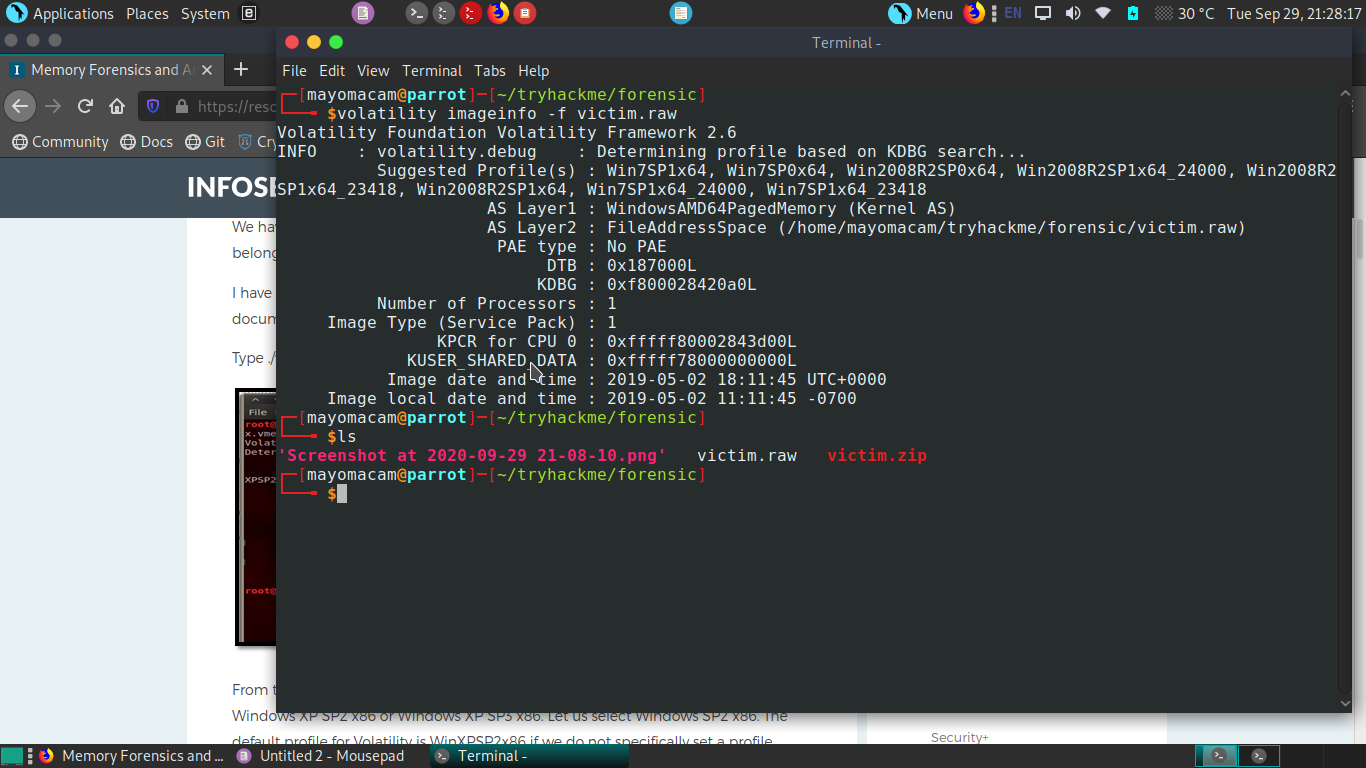 Applications Places System Menu EN 30 °C Tue Sep 29, 21:28:17
Terminal -
Memory Forensics and A
File Edit View Terminal Tabs Help
https://reso
Community Docs Git Cry
┌─[mayomacam@parrot]─[~/tryhackme/forensic]
└──╼ $volatility imageinfo -f victim.raw
Volatility Foundation Volatility Framework 2.6
INFO    : volatility.debug    : Determining profile based on KDBG search...
Suggested Profile(s) : Win7SP1x64, Win7SP0x64, Win2008R2SP0x64, Win2008R2SP1x64_24000, Win2008R2
SP1x64_23418, Win2008R2SP1x64, Win7SP1x64_24000, Win7SP1x64_23418
AS Layer1 : WindowsAMD64PagedMemory (Kernel AS)
AS Layer2 : FileAddressSpace (/home/mayomacam/tryhackme/forensic/victim.raw)
PAE type : No PAE
DTB : 0x187000L
KDBG : 0xf800028420a0L
Number of Processors : 1
Image Type (Service Pack) : 1
KPCR for CPU 0 : 0xfffff80002843d00L
KUSER_SHARED_DATA : 0xfffff78000000000L
Image date and time : 2019-05-02 18:11:45 UTC+0000
Image local date and time : 2019-05-02 11:11:45 -0700
┌─[mayomacam@parrot]─[~/tryhackme/forensic]
└──╼ $ls
'Screenshot at 2020-09-29 21-08-10.png'   victim.raw   victim.zip
┌─[mayomacam@parrot]─[~/tryhackme/forensic]
└──╼ $
INFOSE
We hav
belong
I have
docum
Type ./
File
root@
x.vme
Volat
Deter
XPSP2
root@
From t
Windows XP SP2 x86 or Windows XP SP3 x86. Let us select Windows SP2 x86. The
default profile for Volatility is WinXPSP2x86 if we do not specifically set a profile
Security+
Memory Forensics and ... Untitled 2 - Mousepad Terminal -